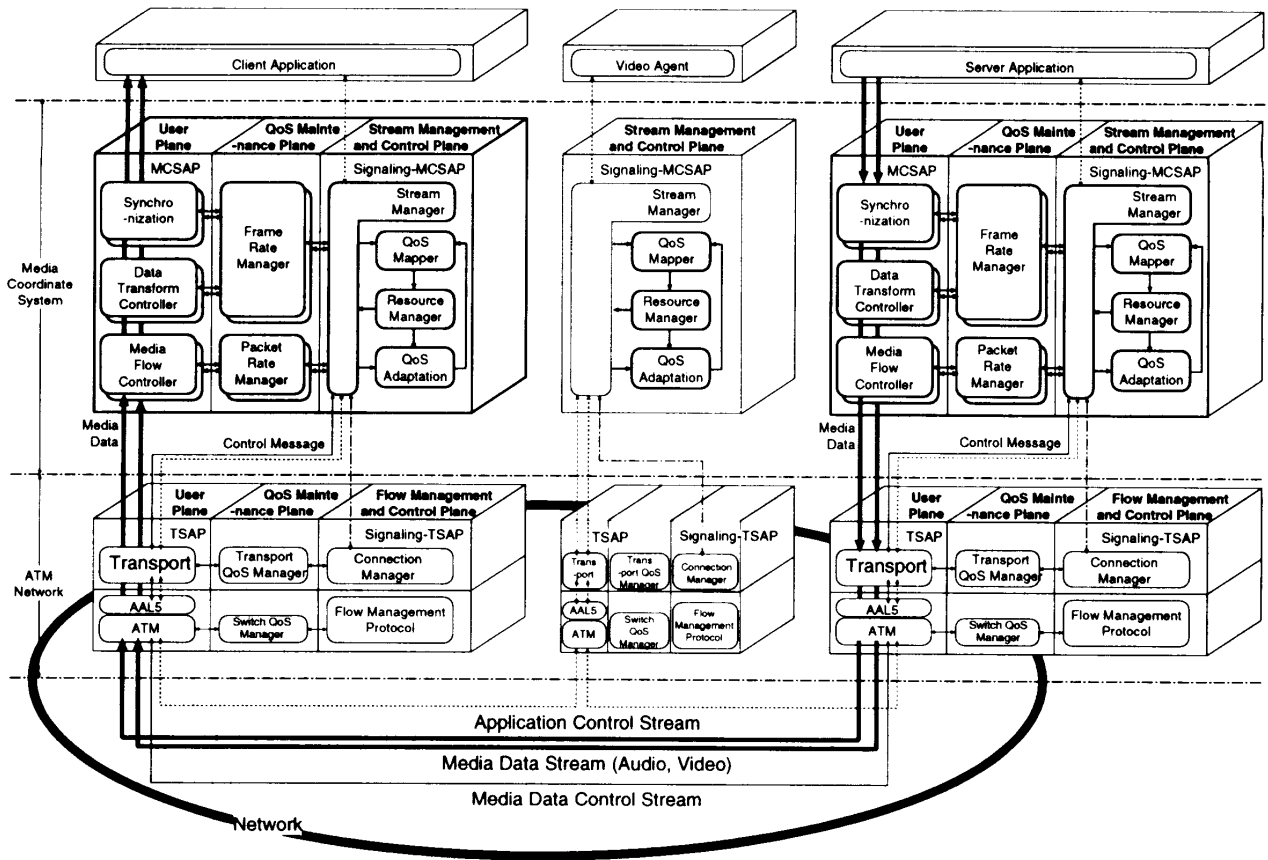 Client Application
Video Agent
Server Application
User
Plane
QoS Mainte
-nance Plane
Stream Management
and Control Plane
MCSAP
Signaling-MCSAP
Synchro
-nization
Frame
Rate
Manager
Stream
Manager
QoS
Mapper
Data
Transform
Controller
Resource
Manager
Media
Flow
Controller
Packet
Rate
Manager
QoS
Adaptation
Stream Management
and Control Plane
Signaling-MCSAP
Stream
Manager
QoS
Mapper
Resource
Manager
QoS
Adaptation
User
Plane
QoS Mainte
-nance Plane
Stream Management
and Control Plane
MCSAP
Signaling-MCSAP
Synchro
-nization
Frame
Rate
Manager
Stream
Manager
QoS
Mapper
Data
Transform
Controller
Resource
Manager
Media
Flow
Controller
Packet
Rate
Manager
QoS
Adaptation
Media
Coordinate
System
Media
Data
Control Message
Media
Data
Control Message
User
Plane
QoS Mainte
-nance Plane
Flow Management
and Control Plane
TSAP
Signaling-TSAP
Transport
Transport
QoS Manager
Connection
Manager
AAL5
ATM
Switch QoS
Manager
Flow Management
Protocol
TSAP
Signaling-TSAP
Trans
-port
Trans
-port QoS
Manager
Connection
Manager
AAL5
ATM
Switch
QoS
Manager
Flow
Management
Protocol
User
Plane
QoS Mainte
-nance Plane
Flow Management
and Control Plane
TSAP
Signaling-TSAP
Transport
Transport
QoS Manager
Connection
Manager
AAL5
ATM
Switch QoS
Manager
Flow Management
Protocol
ATM
Network
Application Control Stream
Media Data Stream (Audio, Video)
Media Data Control Stream
Network